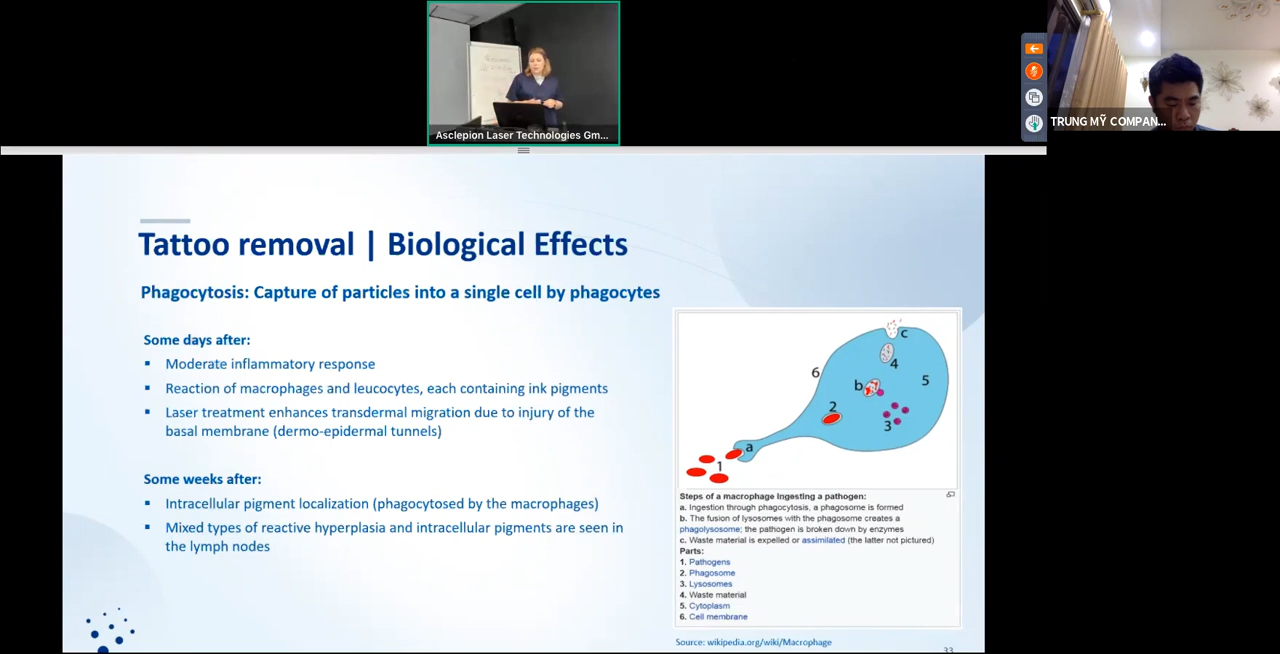 Asclepion Laser Technologies Gm...
TRUNG MỸ COMPAN...
Tattoo removal | Biological Effects
Phagocytosis: Capture of particles into a single cell by phagocytes
Some days after:
▪ Moderate inflammatory response
▪ Reaction of macrophages and leucocytes, each containing ink pigments
▪ Laser treatment enhances transdermal migration due to injury of the
basal membrane (dermo-epidermal tunnels)
Some weeks after:
▪ Intracellular pigment localization (phagocytosed by the macrophages)
▪ Mixed types of reactive hyperplasia and intracellular pigments are seen in
the lymph nodes
c
4
6
b
5
2
3
a
1
Steps of a macrophage ingesting a pathogen:
a. Ingestion through phagocytosis, a phagosome is formed
b. The fusion of lysosomes with the phagosome creates a
phagolysosome; the pathogen is broken down by enzymes
c. Waste material is expelled or assimilated (the latter not pictured)
Parts:
1. Pathogens
2. Phagosome
3. Lysosomes
4. Waste material
5. Cytoplasm
6. Cell membrane
Source: wikipedia.org/wiki/Macrophage
33